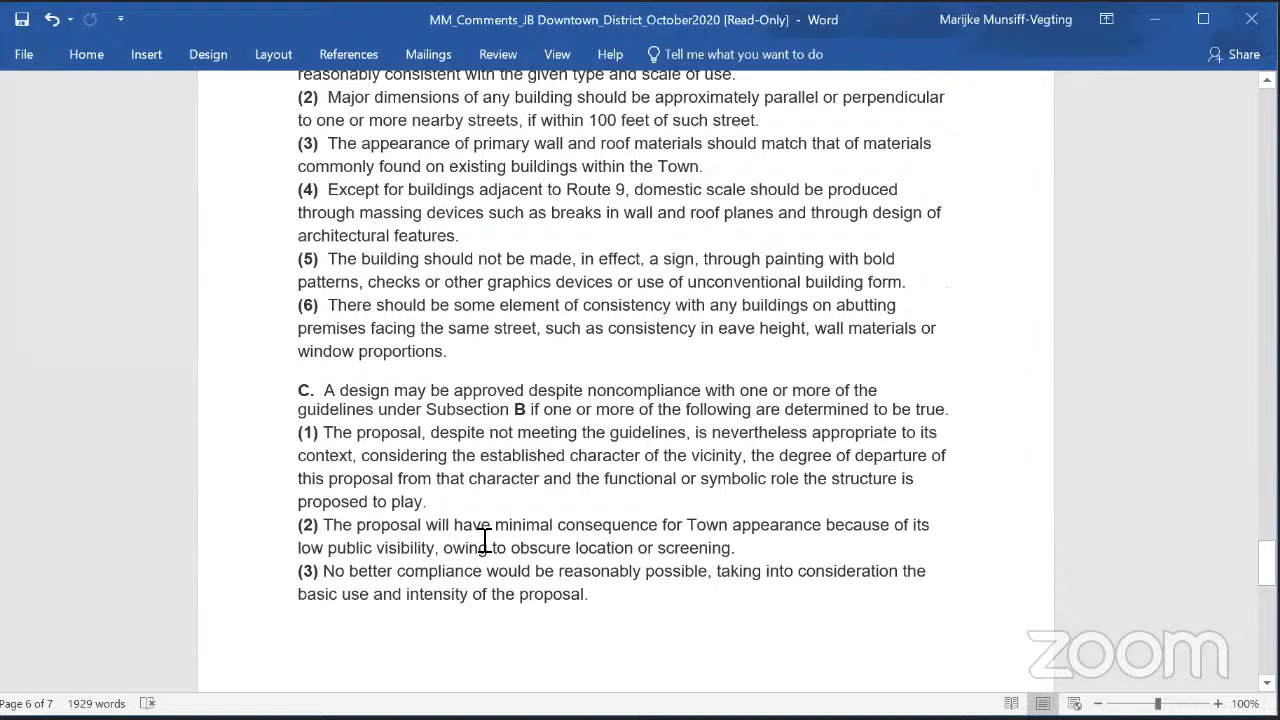 MM_Comments_JB Downtown_District_October2020 [Read-Only] - Word
Marijke Munsiff-Vegting
File Home Insert Design Layout References Mailings Review View Help Tell me what you want to do Share
reasonably consistent with the given type and scale of use.
(2) Major dimensions of any building should be approximately parallel or perpendicular
to one or more nearby streets, if within 100 feet of such street.
(3) The appearance of primary wall and roof materials should match that of materials
commonly found on existing buildings within the Town.
(4) Except for buildings adjacent to Route 9, domestic scale should be produced
through massing devices such as breaks in wall and roof planes and through design of
architectural features.
(5) The building should not be made, in effect, a sign, through painting with bold
patterns, checks or other graphics devices or use of unconventional building form.
(6) There should be some element of consistency with any buildings on abutting
premises facing the same street, such as consistency in eave height, wall materials or
window proportions.
C. A design may be approved despite noncompliance with one or more of the
guidelines under Subsection B if one or more of the following are determined to be true.
(1) The proposal, despite not meeting the guidelines, is nevertheless appropriate to its
context, considering the established character of the vicinity, the degree of departure of
this proposal from that character and the functional or symbolic role the structure is
proposed to play.
(2) The proposal will have minimal consequence for Town appearance because of its
low public visibility, owing to obscure location or screening.
(3) No better compliance would be reasonably possible, taking into consideration the
basic use and intensity of the proposal.
zoom
Page 6 of 7 1929 words 100%